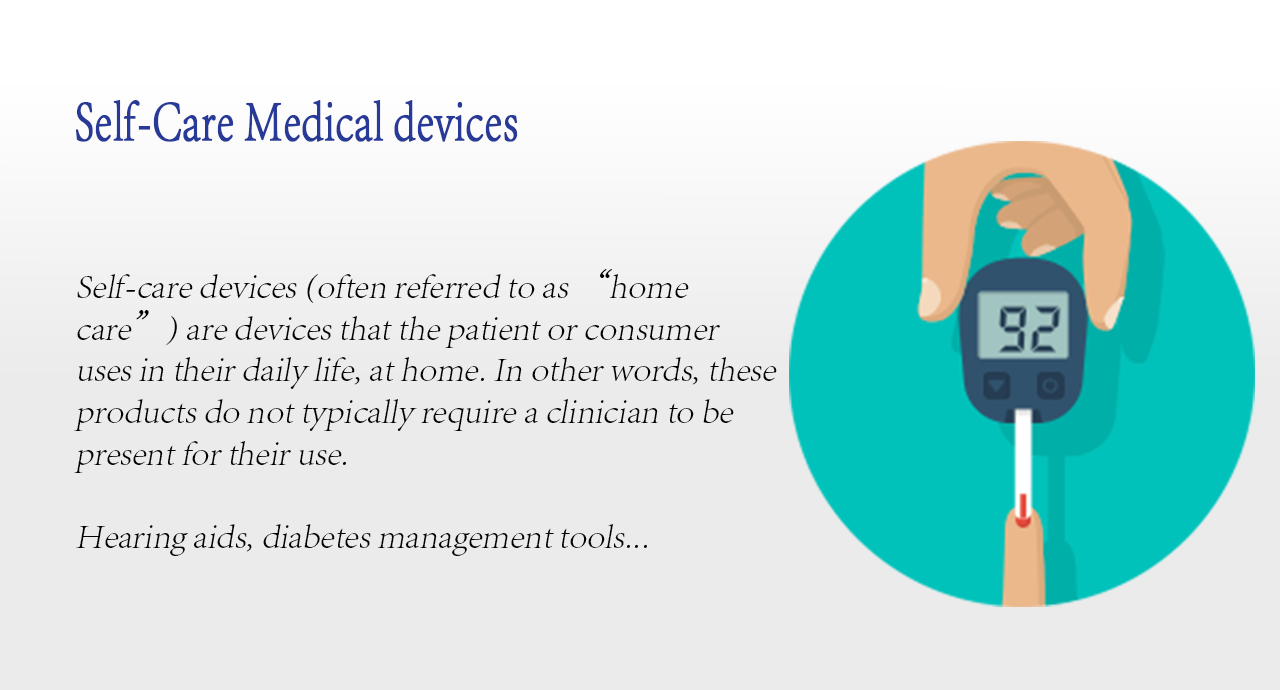 Self-Care Medical devices
Self-care devices (often referred to as “home
care” ) are devices that the patient or consumer
uses in their daily life, at home. In other words, these
products do not typically require a clinician to be
present for their use.
Hearing aids, diabetes management tools...
92